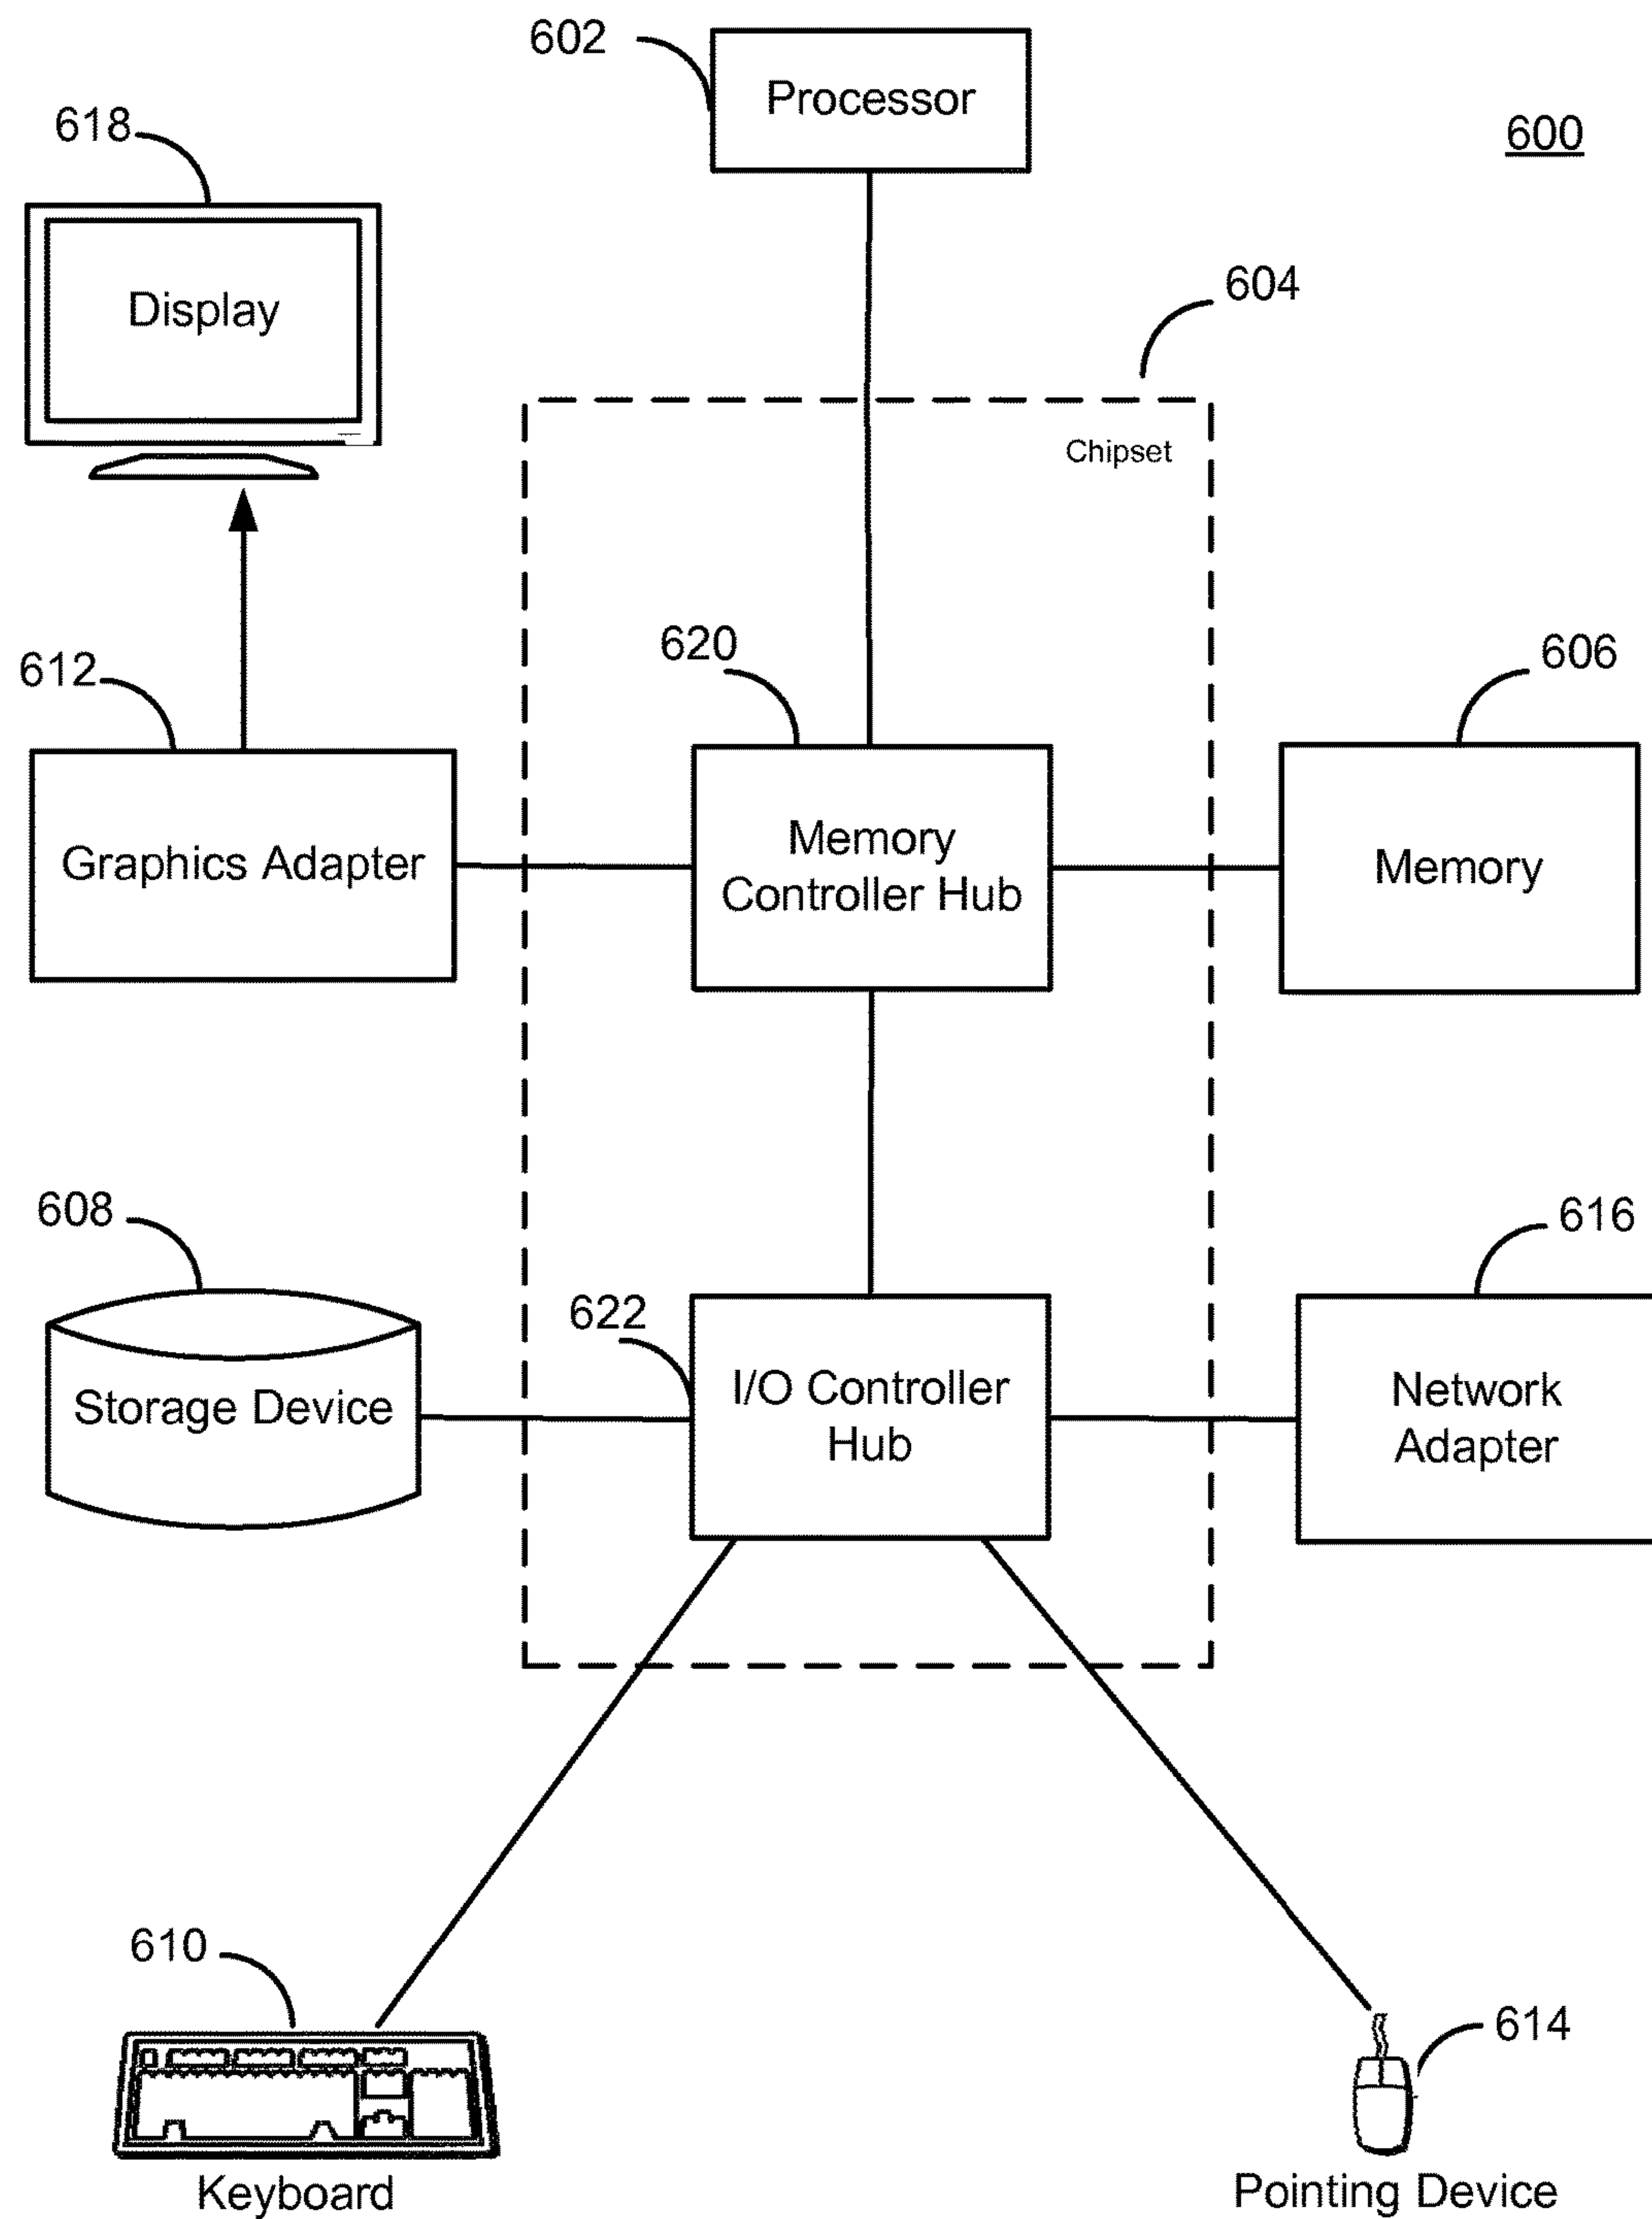 602
Processor
600
618
Display
604
Chipset
620
606
612
Memory
Controller Hub
Graphics Adapter
Memory
608
616
622
I/O Controller
Hub
Storage Device
Network
Adapter
610
614
Keyboard
Pointing Device